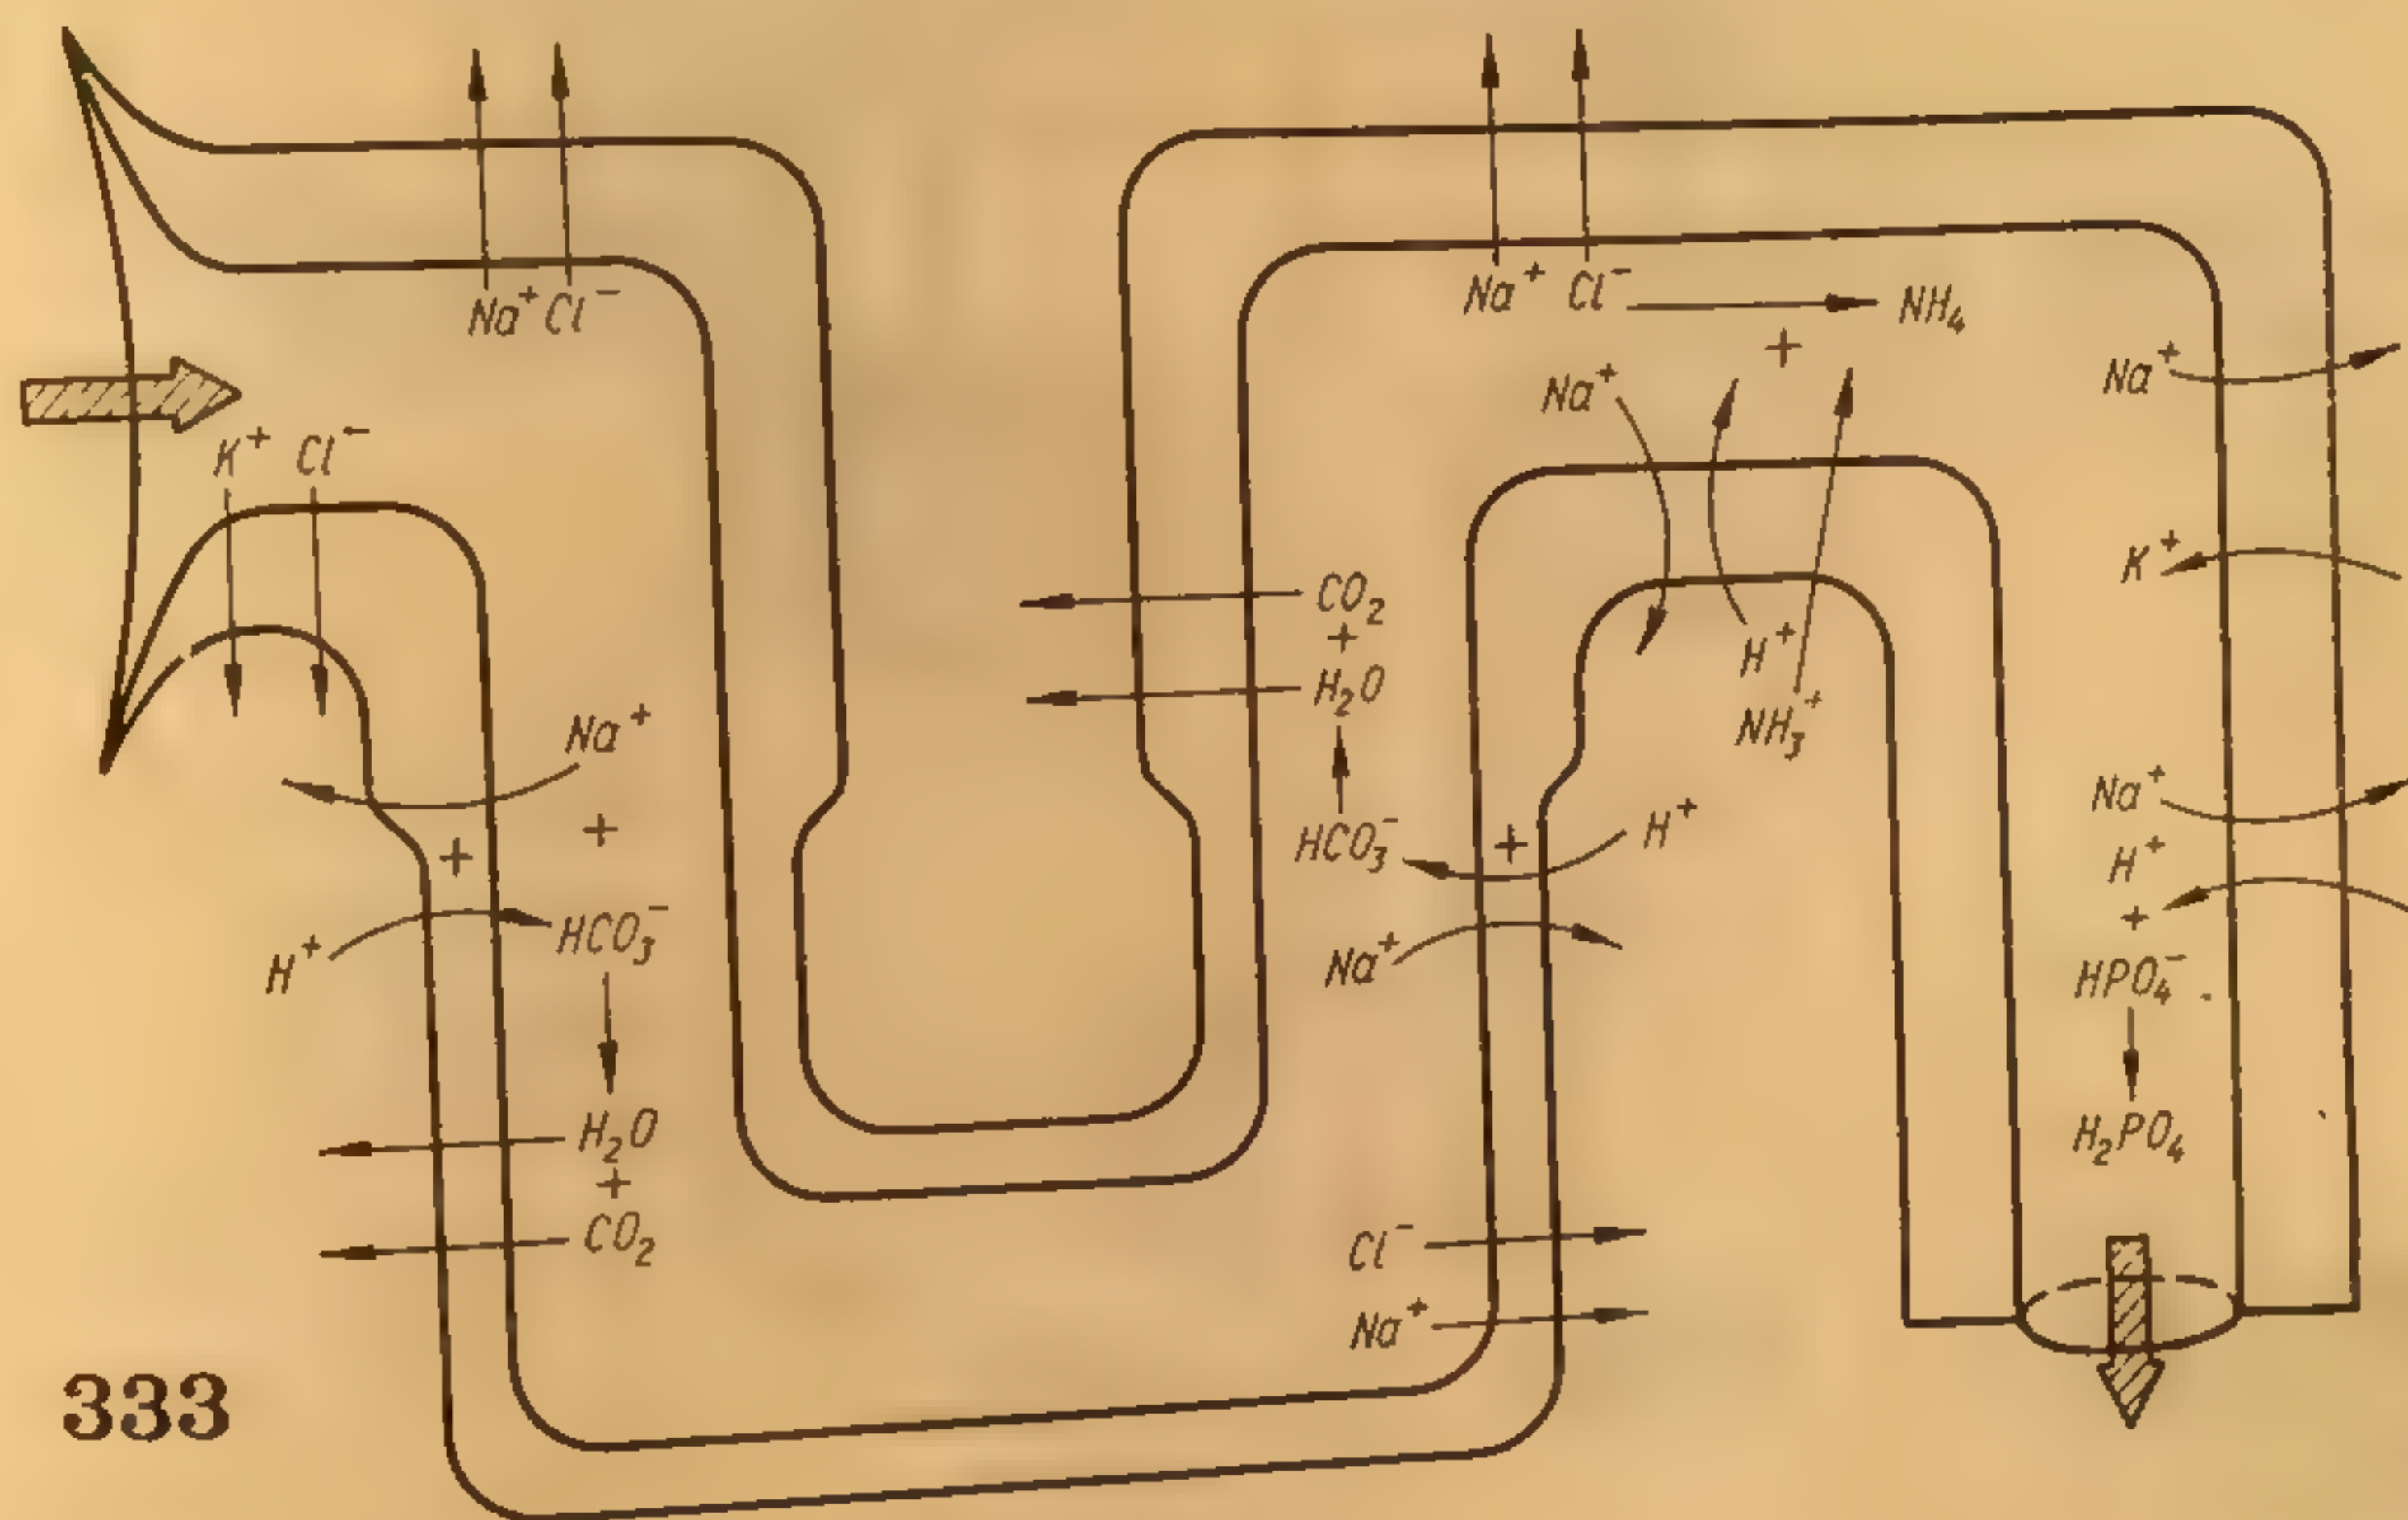 Na⁺ Cl⁻
K⁺ Cl⁻
Na⁺
+
+
H⁺
HCO₃⁻
H₂O
+
CO₂
Na⁺ Cl⁻
NH₄
+
Na⁺
H⁺
NH₃⁺
CO₂
+
H₂O
HCO₃⁻
+
H⁺
Na⁺
Cl⁻
Na⁺
Na⁺
K⁺
Na⁺
H⁺
+
HPO₄⁻
H₂PO₄
333